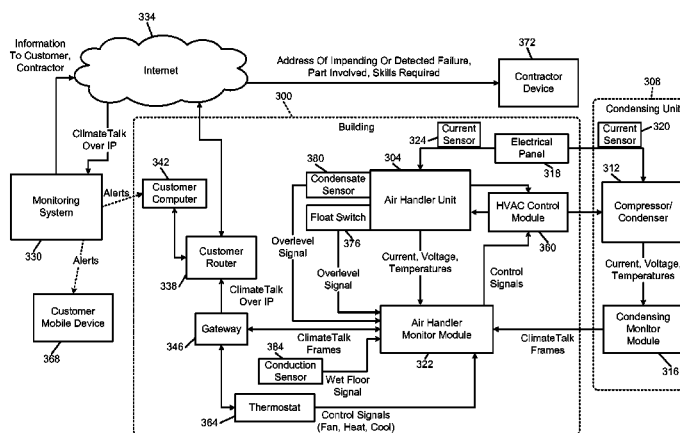 334
Information
To Customer,
Contractor
Internet
Address Of Impending Or Detected Failure,
Part Involved, Skills Required
372
Contractor
Device
300
308
Building
Condensing Unit
ClimateTalk
Over IP
Current
Sensor
324
Electrical
Panel
318
Current
Sensor
320
342
Customer
Computer
Alerts
Monitoring
System
330
380
Condensate
Sensor
304
Air Handler
Unit
Float Switch
376
HVAC Control
Module
360
312
Compressor/
Condenser
Customer
Router
338
Overlevel
Signal
Overlevel
Signal
Current, Voltage,
Temperatures
Control
Signals
Current, Voltage,
Temperatures
Alerts
Customer
Mobile Device
368
ClimateTalk
Over IP
Gateway
346
ClimateTalk
Frames
Air Handler
Monitor Module
322
ClimateTalk
Frames
Condensing
Monitor
Module
316
384
Conduction
Sensor
Wet Floor
Signal
Thermostat
364
Control Signals
(Fan, Heat, Cool)